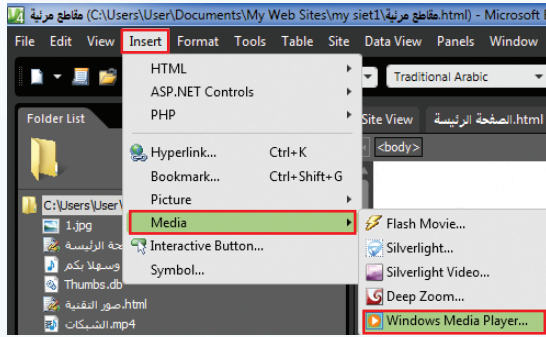 مقاطع مرئية (C:\Users\User\Documents\My Web Sites\my siet1\مقاطع مرئية.html) - Microsoft
File Edit View Insert Format Tools Table Site Data View Panels Window
HTML
ASP.NET Controls
PHP
Hyperlink... Ctrl+K
Bookmark... Ctrl+Shift+G
Picture
Media
Interactive Button...
Symbol...
Traditional Arabic
Site View الصفحة الرئيسة.html
<body>
Folder List
C:\Users\User\
1.jpg
الرئيسة
وسهلا بكم
Thumbs.db
صور التقنية.html
الشبكات.mp4
Flash Movie...
Silverlight...
Silverlight Video...
Deep Zoom...
Windows Media Player...